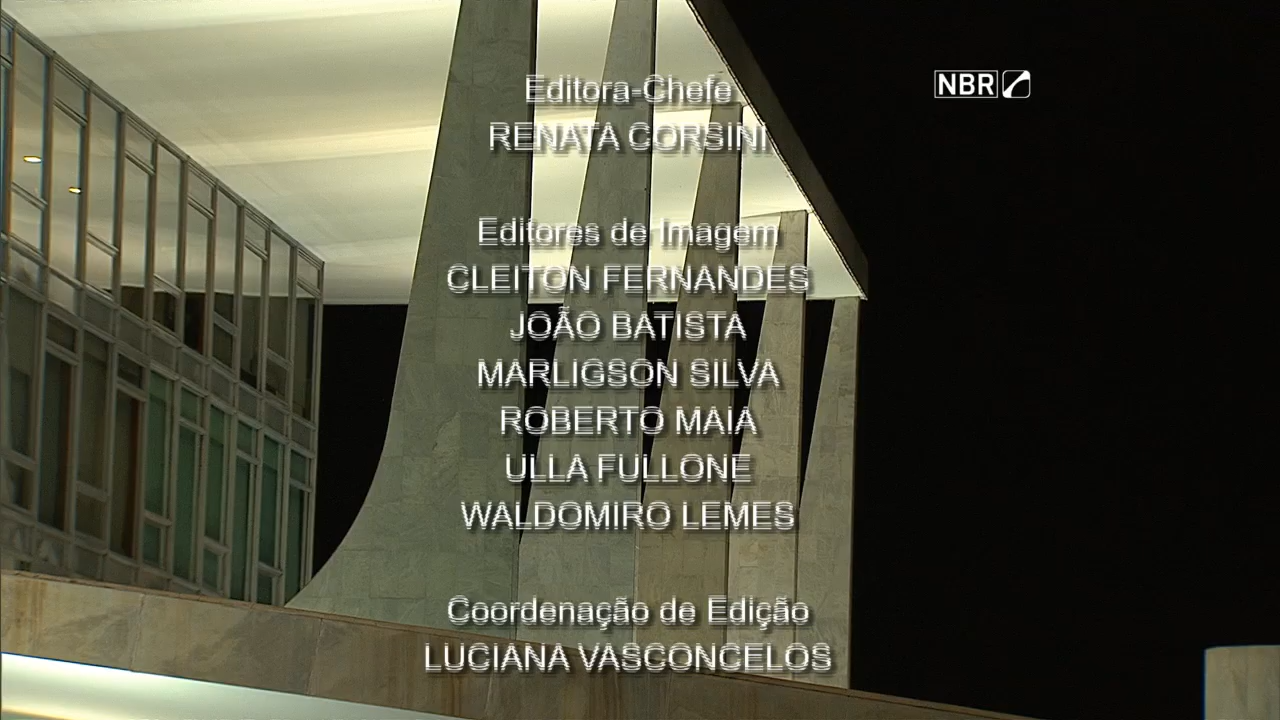 NBR
Editora-Chefe
RENATA CORSINI
Editores de Imagem
CLEITON FERNANDES
JOÃO BATISTA
MARLIGSON SILVA
ROBERTO MAIA
ULLA FULLONE
WALDOMIRO LEMES
Coordenação de Edição
LUCIANA VASCONCELOS